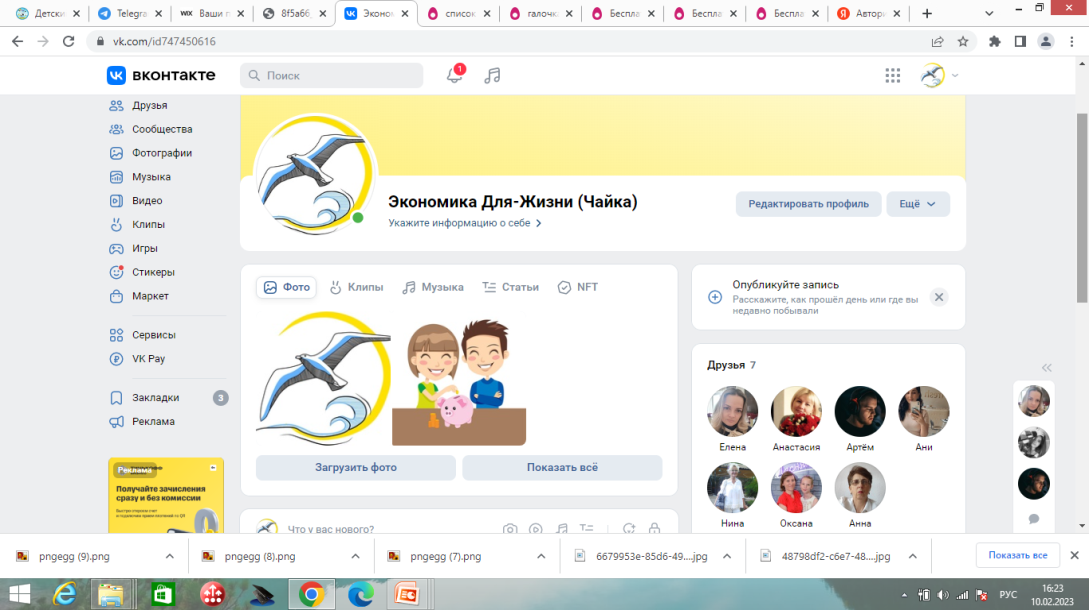 Детски
Telegra
WIX Ваши п
8f5a6б
Эконом
список
галочк
Беспла
Беспла
Беспла
Автори
vk.com/id747450616
вконтакте
Поиск
1
Друзья
Сообщества
Фотографии
Музыка
Видео
Клипы
Игры
Стикеры
Маркет
Сервисы
VK Pay
Закладки
3
Реклама
Реклама
Получайте зачисления
сразу и без комиссии
Экономика Для-Жизни (Чайка)
Укажите информацию о себе
Редактировать профиль
Ещё
Фото
Клипы
Музыка
Статьи
NFT
Загрузить фото
Показать всё
Что у вас нового?
Опубликуйте запись
Расскажите, как прошёл день или где вы
недавно побывали
Друзья 7
Елена
Анастасия
Артём
Ани
Нина
Оксана
Анна
pngegg (9).png
pngegg (8).png
pngegg (7).png
6679953e-85d6-49....jpg
48798df2-c6e7-48....jpg
Показать все
РУС
16:23
10.02.2023